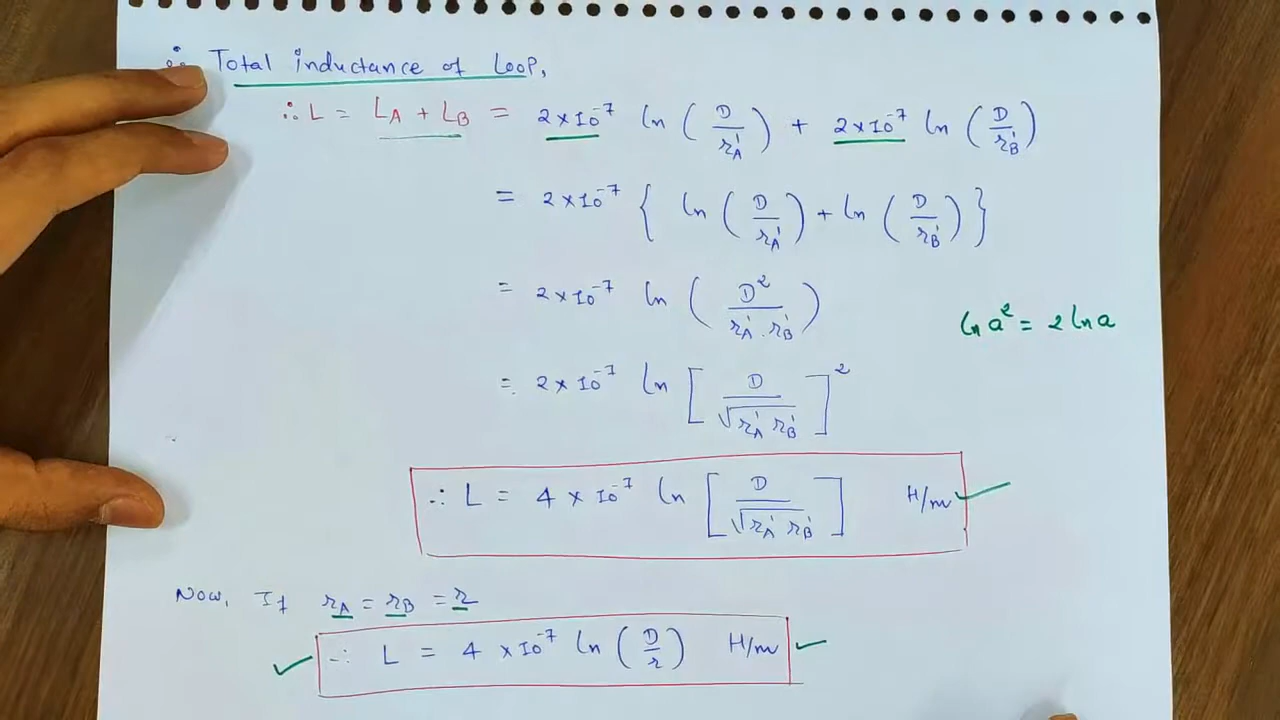 ∴ Total inductance of Loop,
∴ L = L_A + L_B = 2×10⁻⁷ ln (D/r'_A) + 2×10⁻⁷ ln (D/r'_B)
= 2×10⁻⁷ { ln (D/r'_A) + ln (D/r'_B) }
= 2×10⁻⁷ ln (D²/r'_A . r'_B)
ln a² = 2 ln a
= 2×10⁻⁷ ln [D/√r'_A r'_B]²
∴ L = 4×10⁻⁷ ln [D/√r'_A r'_B] H/m
Now, If r_A = r_B = r
∴ L = 4×10⁻⁷ ln (D/r) H/m